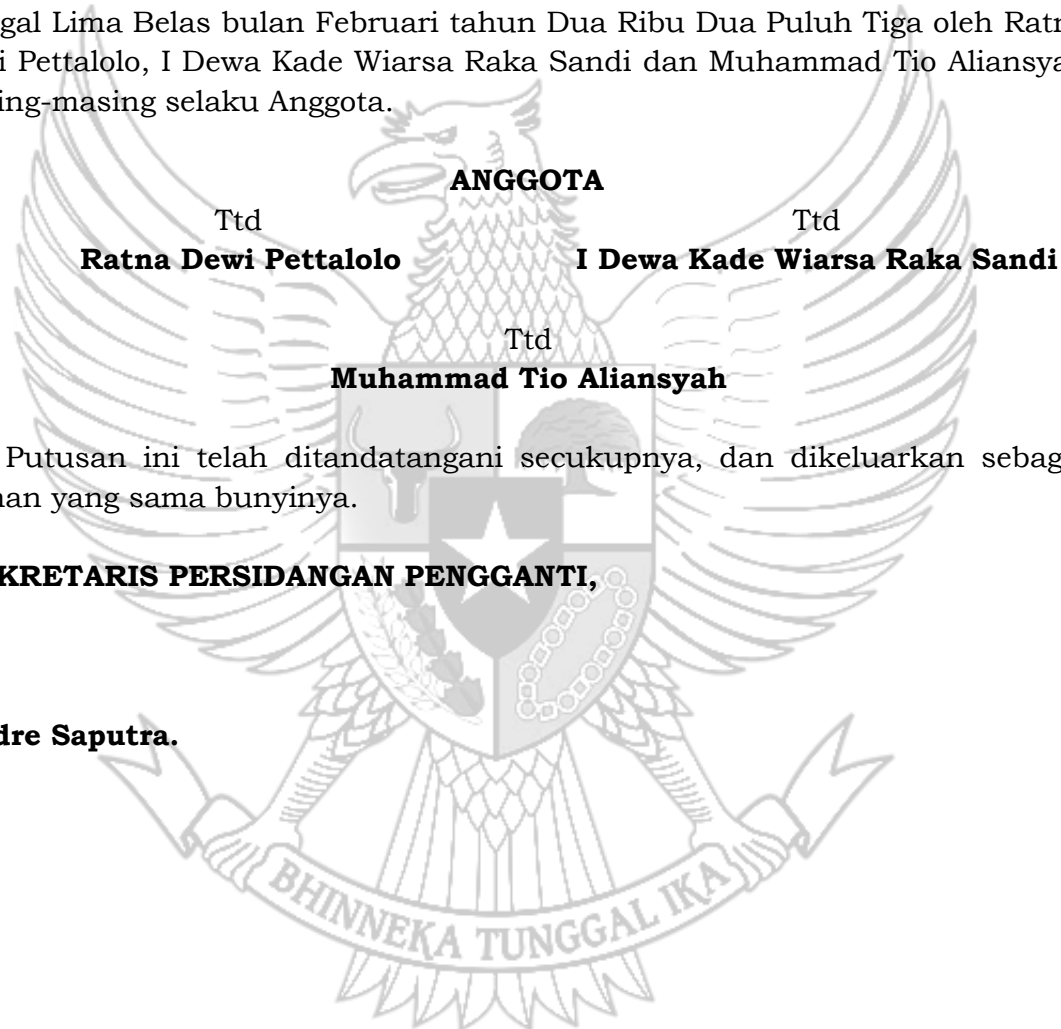 gal Lima Belas bulan Februari tahun Dua Ribu Dua Puluh Tiga oleh Ratn
i Pettalolo, I Dewa Kade Wiarsa Raka Sandi dan Muhammad Tio Aliansya
ing-masing selaku Anggota.
ANGGOTA
Ttd Ttd
Ratna Dewi Pettalolo I Dewa Kade Wiarsa Raka Sandi
Ttd
Muhammad Tio Aliansyah
Putusan ini telah ditandatangani secukupnya, dan dikeluarkan sebag
nan yang sama bunyinya.
KRETARIS PERSIDANGAN PENGGANTI,
dre Saputra.
BHINNEKA TUNGGAL IKA